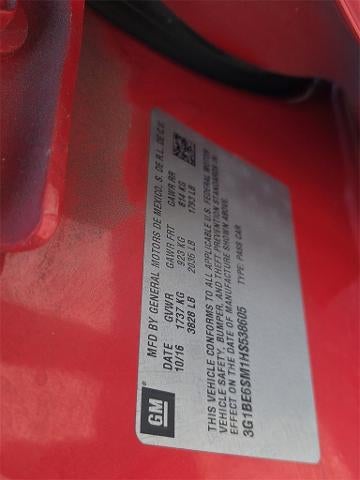 GM
MFD BY GENERAL MOTORS DE MEXICO, S. DE R.L. DE C.V.
DATE GVWR GAWR FRT GAWR RR
10/16 1737 KG 923 KG 814 KG
3828 LB 2035 LB 1793 LB
THIS VEHICLE CONFORMS TO ALL APPLICABLE U.S. FEDERAL MOTOR
VEHICLE SAFETY, BUMPER, AND THEFT PREVENTION STANDARDS IN
EFFECT ON THE DATE OF MANUFACTURE SHOWN ABOVE.
3G1BE6SM1HS538605 TYPE: PASS CAR